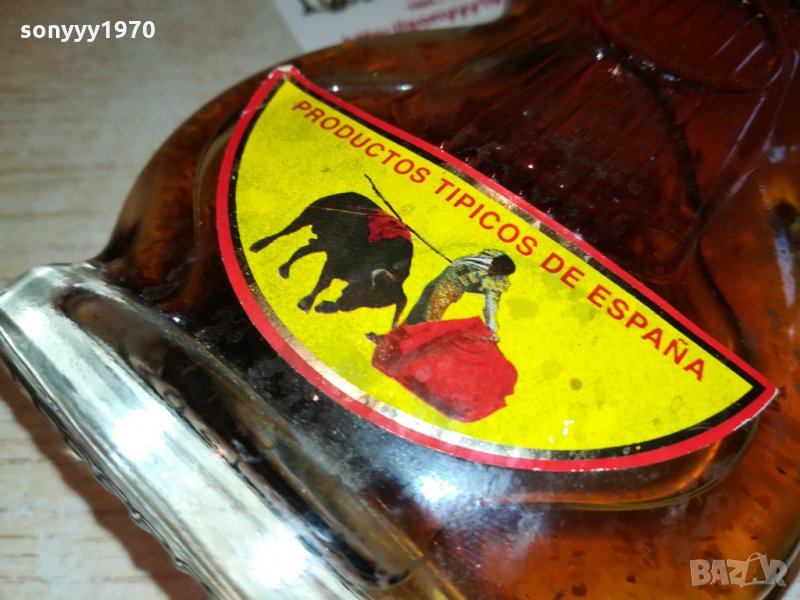 sonyyy1970
PRODUCTOS TIPICOS DE ESPAÑA
BAZAR